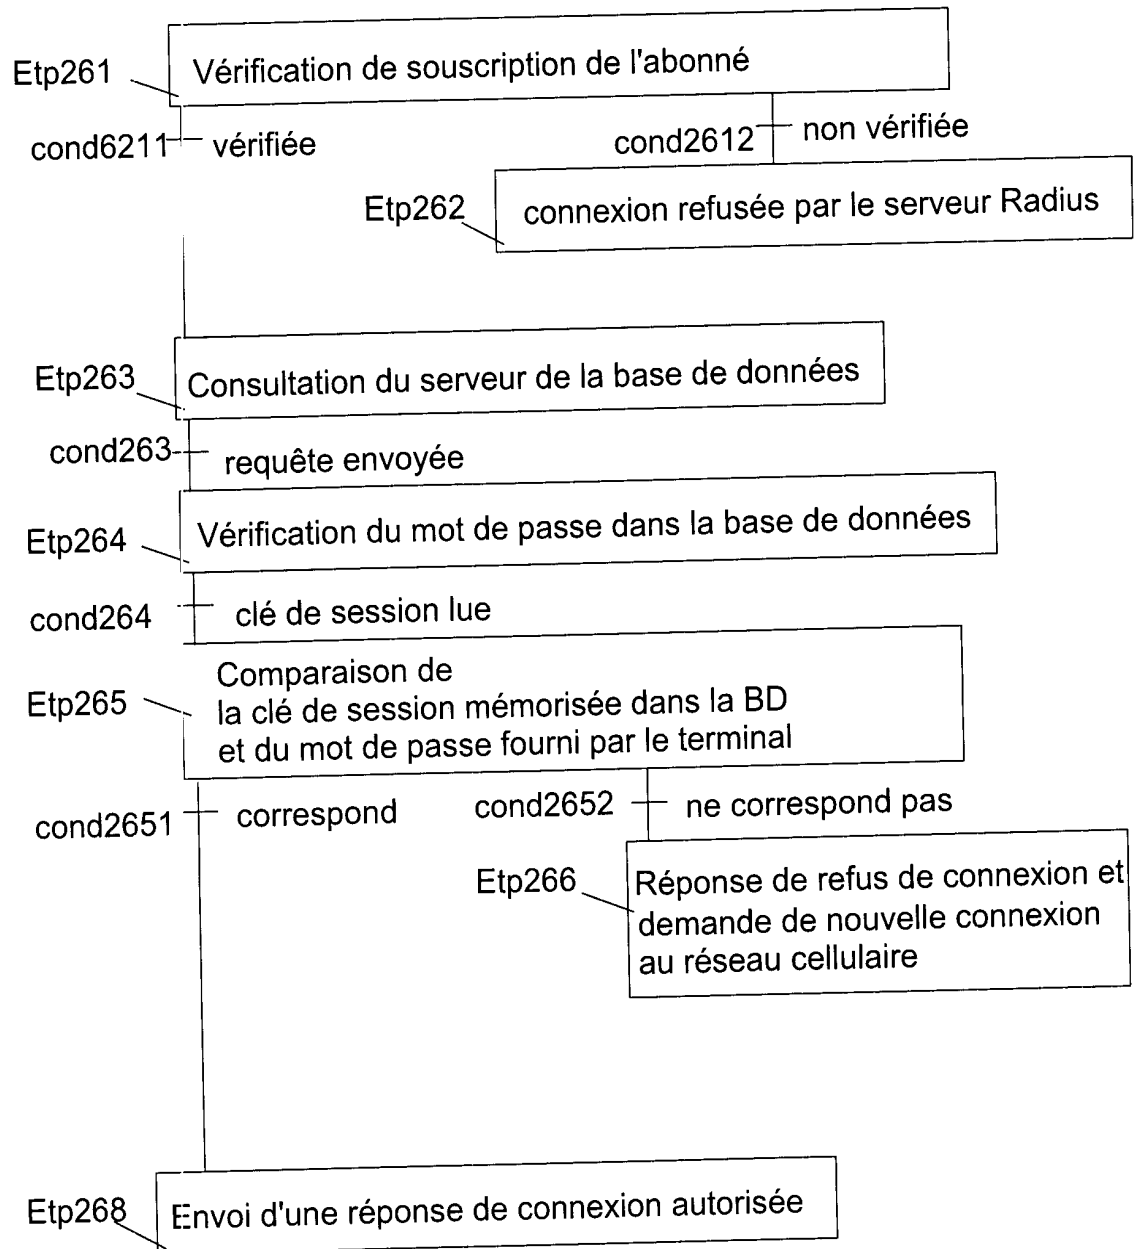 Etp261 Vérification de souscription de l'abonné
cond6211 vérifiée cond2612 non vérifiée
Etp262 connexion refusée par le serveur Radius
Etp263 Consultation du serveur de la base de données
cond263 requête envoyée
Etp264 Vérification du mot de passe dans la base de données
cond264 clé de session lue
Etp265 Comparaison de
la clé de session mémorisée dans la BD
et du mot de passe fourni par le terminal
cond2651 correspond cond2652 ne correspond pas
Etp266 Réponse de refus de connexion et
demande de nouvelle connexion
au réseau cellulaire
Etp268 Envoi d'une réponse de connexion autorisée